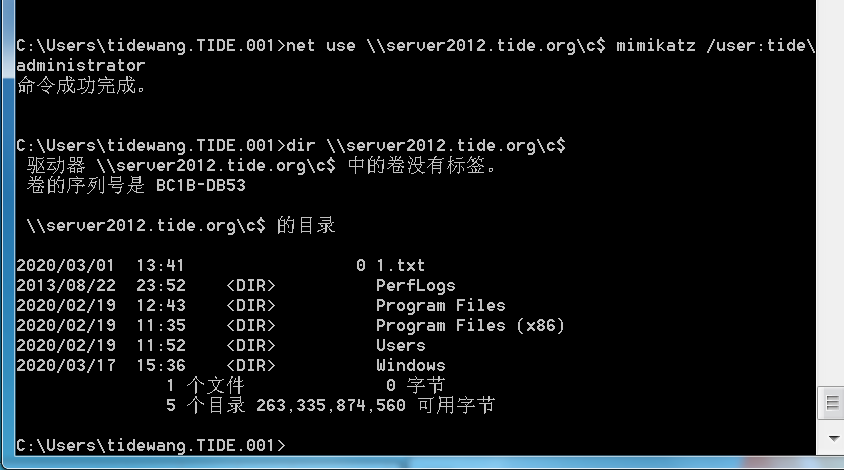 C:\Users\tidewang.TIDE.001>net use \\server2012.tide.org\c$ mimikatz /user:tide\
administrator
命令成功完成。
C:\Users\tidewang.TIDE.001>dir \\server2012.tide.org\c$
驱动器 \\server2012.tide.org\c$ 中的卷没有标签。
卷的序列号是 BC1B-DB53
\\server2012.tide.org\c$ 的目录
2020/03/01  13:41                 0 1.txt
2013/08/22  23:52    <DIR>          PerfLogs
2020/02/19  12:43    <DIR>          Program Files
2020/02/19  11:35    <DIR>          Program Files (x86)
2020/02/19  11:52    <DIR>          Users
2020/03/17  15:36    <DIR>          Windows
1 个文件              0 字节
5 个目录 263,335,874,560 可用字节
C:\Users\tidewang.TIDE.001>